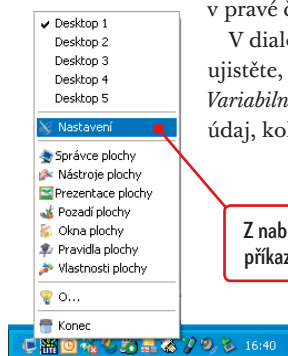 Desktop 1
Desktop 2
Desktop 3
Desktop 4
Desktop 5
Nastavení
Správce plochy
Nástroje plochy
Prezentace plochy
Pozadí plochy
Okna plochy
Pravidla plochy
Vlastnosti plochy
O...
Konec
16:40
v pravé
V dialo
ujistěte,
Variabiln
údaj, kol
Z nab
příkaz